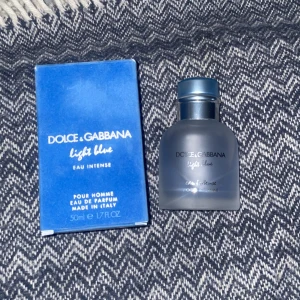 DOLCE & GABBANA
light blue
EAU INTENSE
POUR HOMME
EAU DE PARFUM
MADE IN ITALY
50ml e 1.7FL.OZ.
DOLCE & GABBANA
light blue